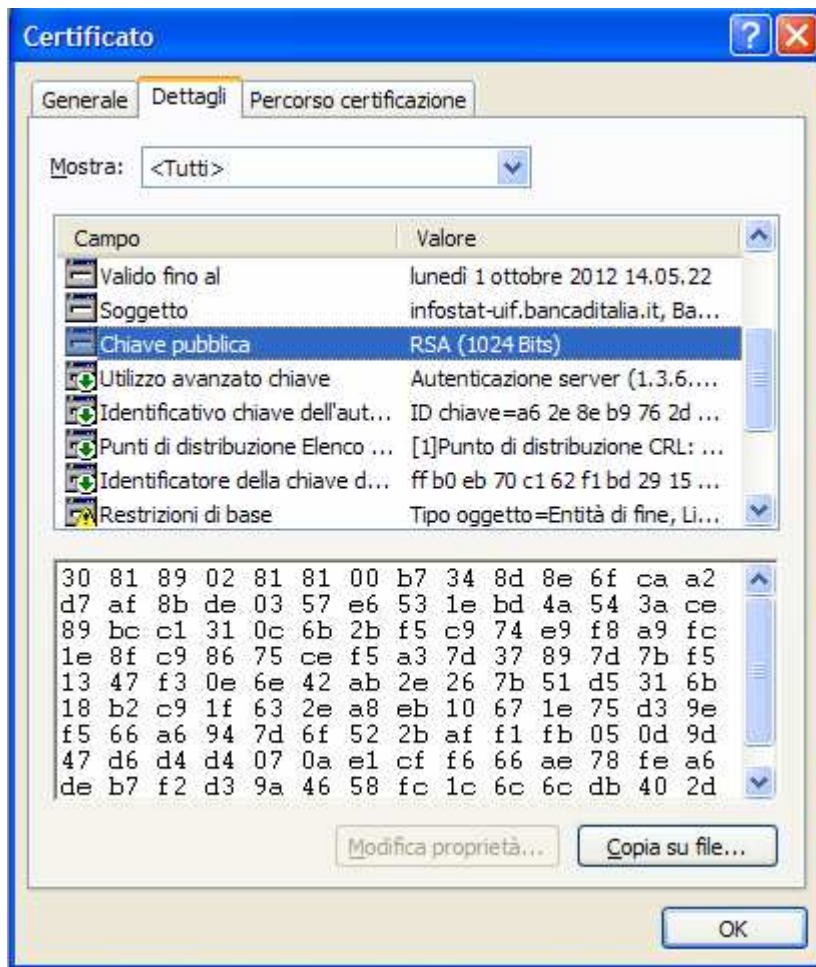 Certificato
Generale Dettagli Percorso certificazione
Mostra: <Tutti>
Campo Valore
Valido fino al lunedì 1 ottobre 2012 14.05.22
Soggetto infostat-uif.bancaditalia.it, Ba...
Chiave pubblica RSA (1024 Bits)
Utilizzo avanzato chiave Autenticazione server (1.3.6....
Identificativo chiave dell'aut... ID chiave=a6 2e 8e b9 76 2d ...
Punti di distribuzione Elenco ... [1]Punto di distribuzione CRL: ...
Identificatore della chiave d... ff b0 eb 70 c1 62 f1 bd 29 15 ...
Restrizioni di base Tipo oggetto=Entità di fine, Li...
30 81 89 02 81 81 00 b7 34 8d 8e 6f ca a2
d7 af 8b de 03 57 e6 53 1e bd 4a 54 3a ce
89 bc c1 31 0c 6b 2b f5 c9 74 e9 f8 a9 fc
1e 8f c9 86 75 ce f5 a3 7d 37 89 7d 7b f5
13 47 f3 0e 6e 42 ab 2e 26 7b 51 d5 31 6b
18 b2 c9 1f 63 2e a8 eb 10 67 1e 75 d3 9e
f5 66 a6 94 7d 6f 52 2b af f1 fb 05 0d 9d
47 d6 d4 d4 07 0a e1 cf f6 66 ae 78 fe a6
de b7 f2 d3 9a 46 58 fc 1c 6c 6c db 40 2d
Modifica proprietà... Copia su file...
OK